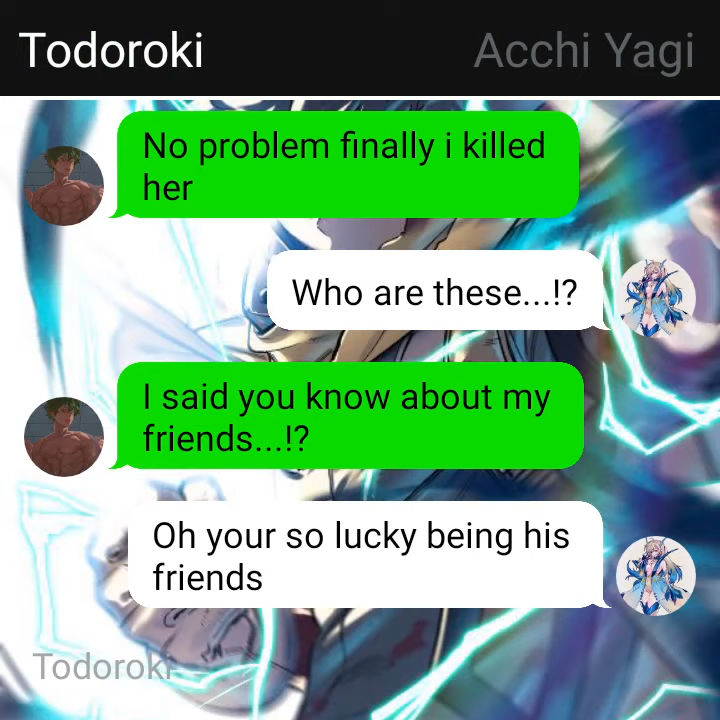 Todoroki
Acchi Yagi
No problem finally i killed
her
Who are these...!?
I said you know about my
friends...!?
Oh your so lucky being his
friends
Todoroki